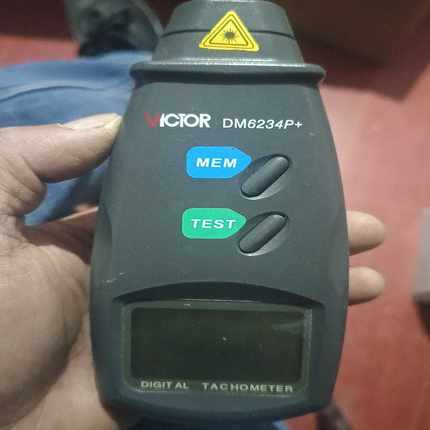 VICTOR DM6234P+
MEM
TEST
DIGITAL TACHOMETER